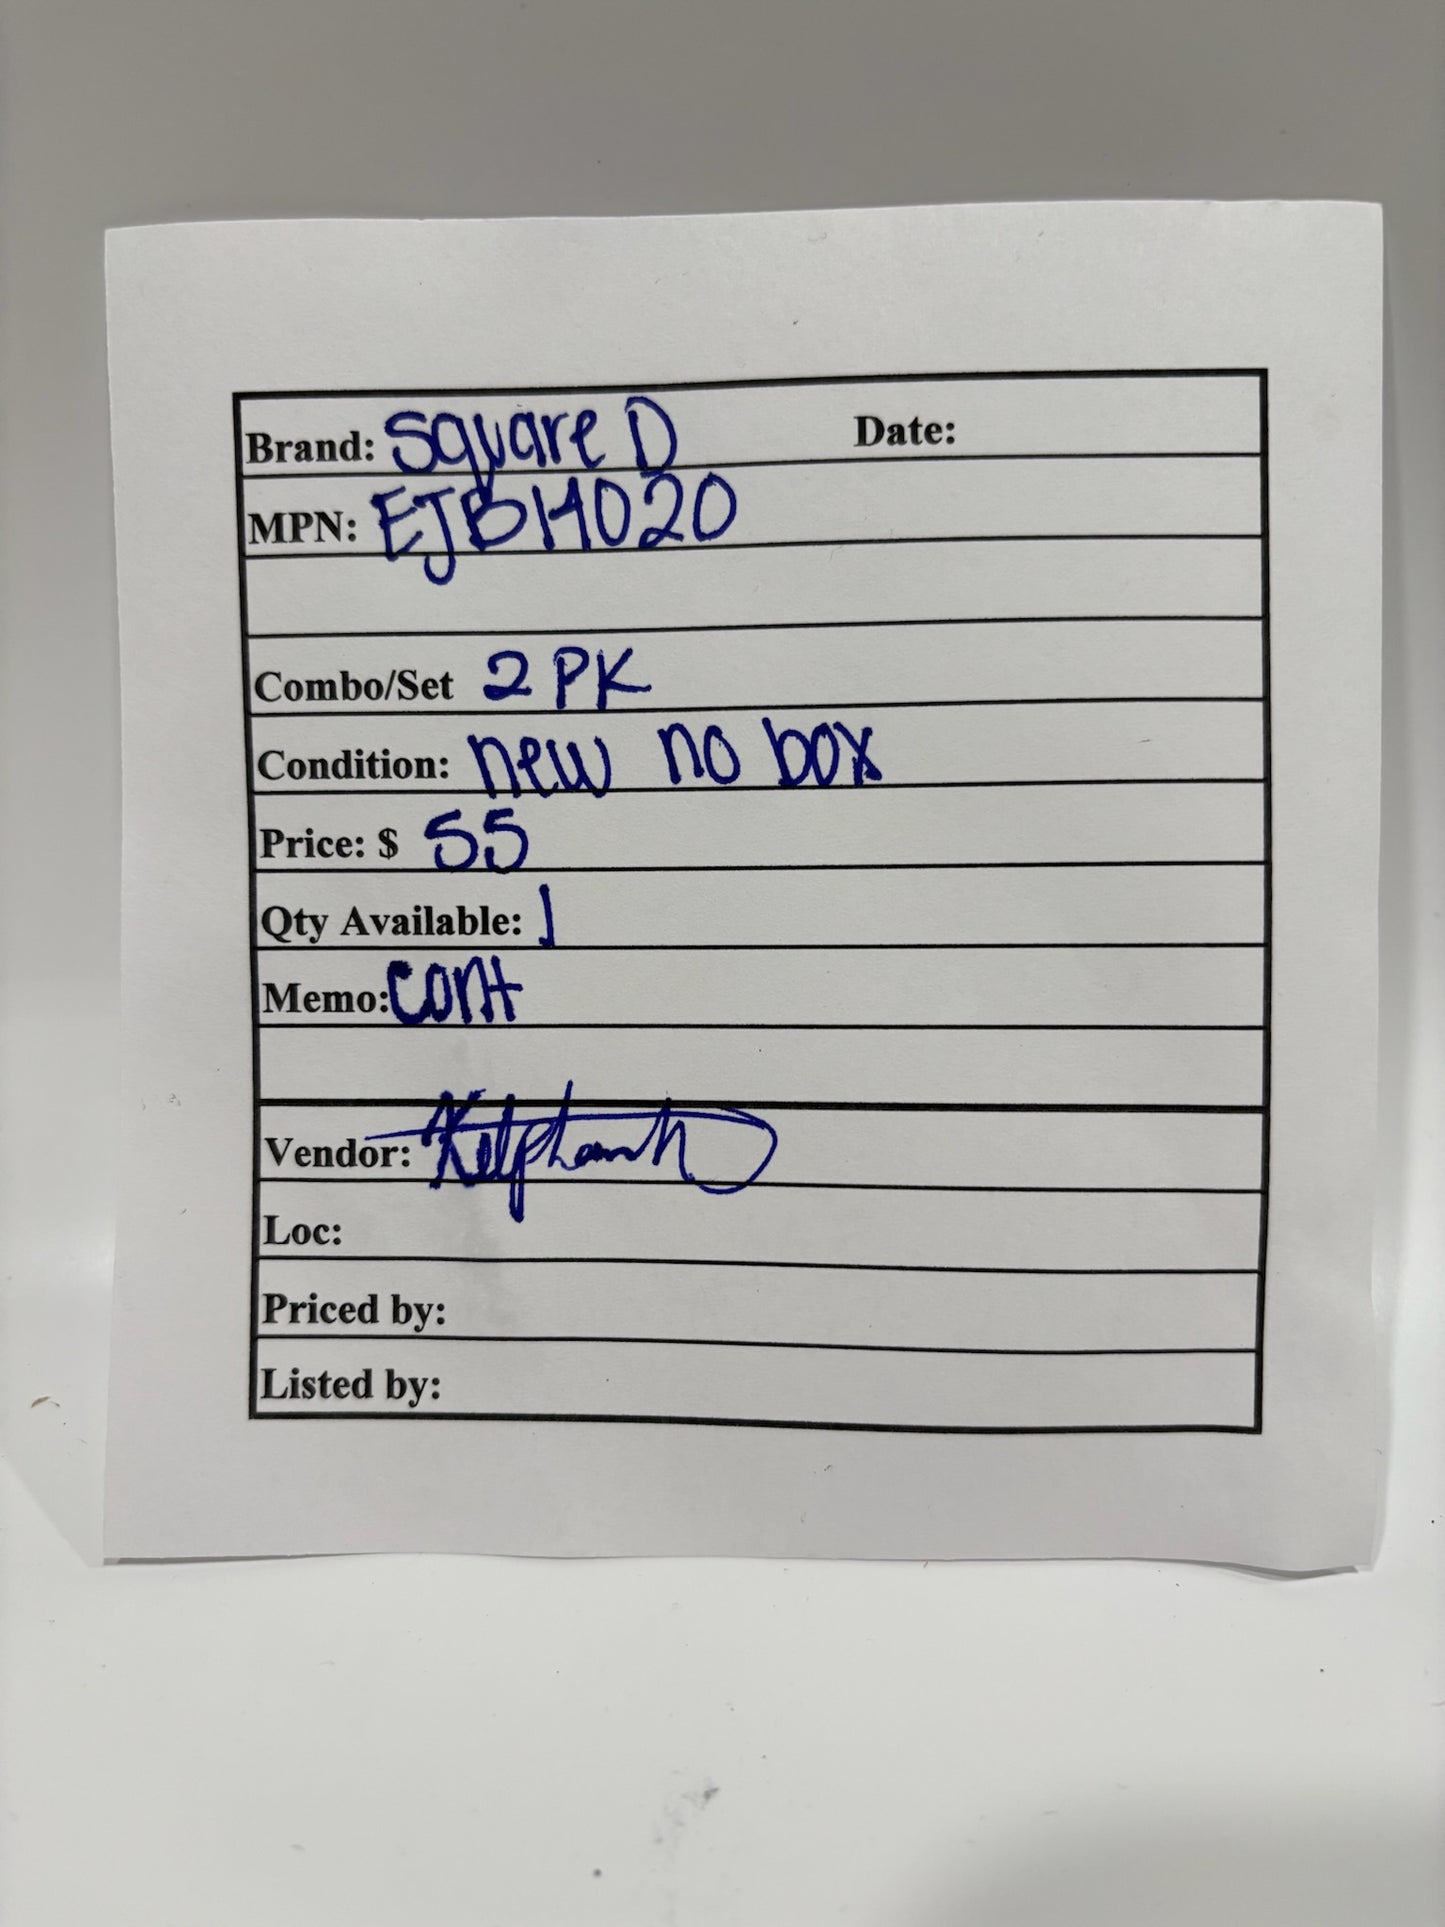 Brand: Square D Date:
MPN: EJB14020
Combo/Set 2 PK
Condition: new no box
Price: $ 55
Qty Available: 1
Memo: cont
Vendor:
Loc:
Priced by:
Listed by: